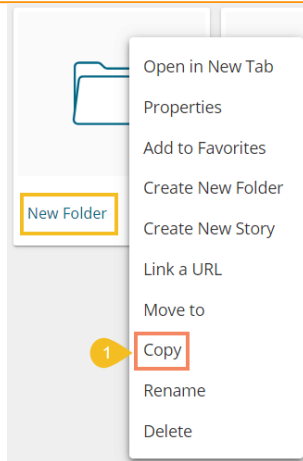 Open in New Tab
Properties
Add to Favorites
Create New Folder
New Folder
Create New Story
Link a URL
Move to
1
Copy
Rename
Delete